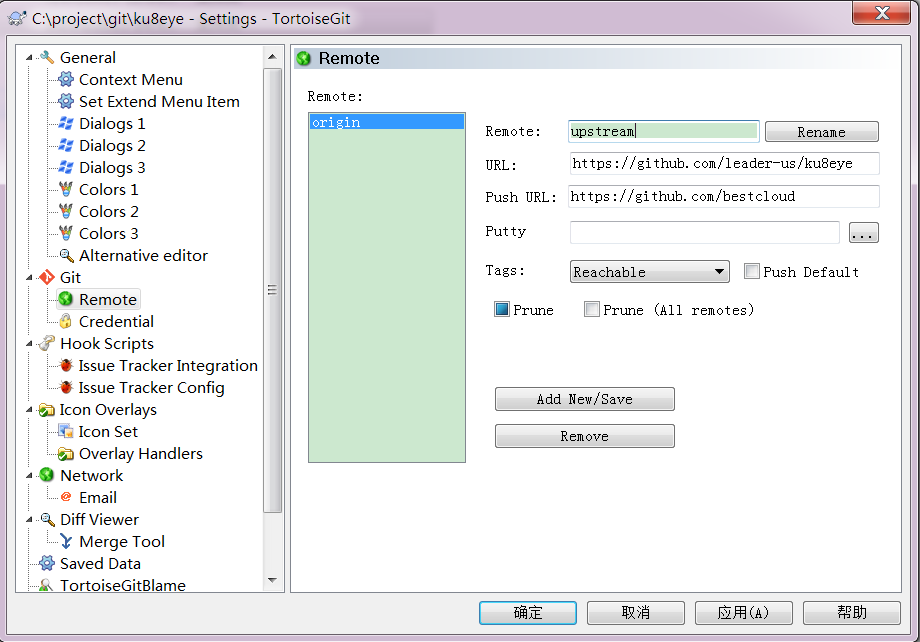 C:\project\git\ku8eye - Settings - TortoiseGit
General
Context Menu
Set Extend Menu Item
Dialogs 1
Dialogs 2
Dialogs 3
Colors 1
Colors 2
Colors 3
Alternative editor
Git
Remote
Credential
Hook Scripts
Issue Tracker Integration
Issue Tracker Config
Icon Overlays
Icon Set
Overlay Handlers
Network
Email
Diff Viewer
Merge Tool
Saved Data
TortoiseGitBlame
Remote
Remote:
origin
Remote: upstream Rename
URL: https://github.com/leader-us/ku8eye
Push URL: https://github.com/bestcloud
Putty ...
Tags: Reachable Push Default
Prune Prune (All remotes)
Add New/Save
Remove
确定 取消 应用(A) 帮助